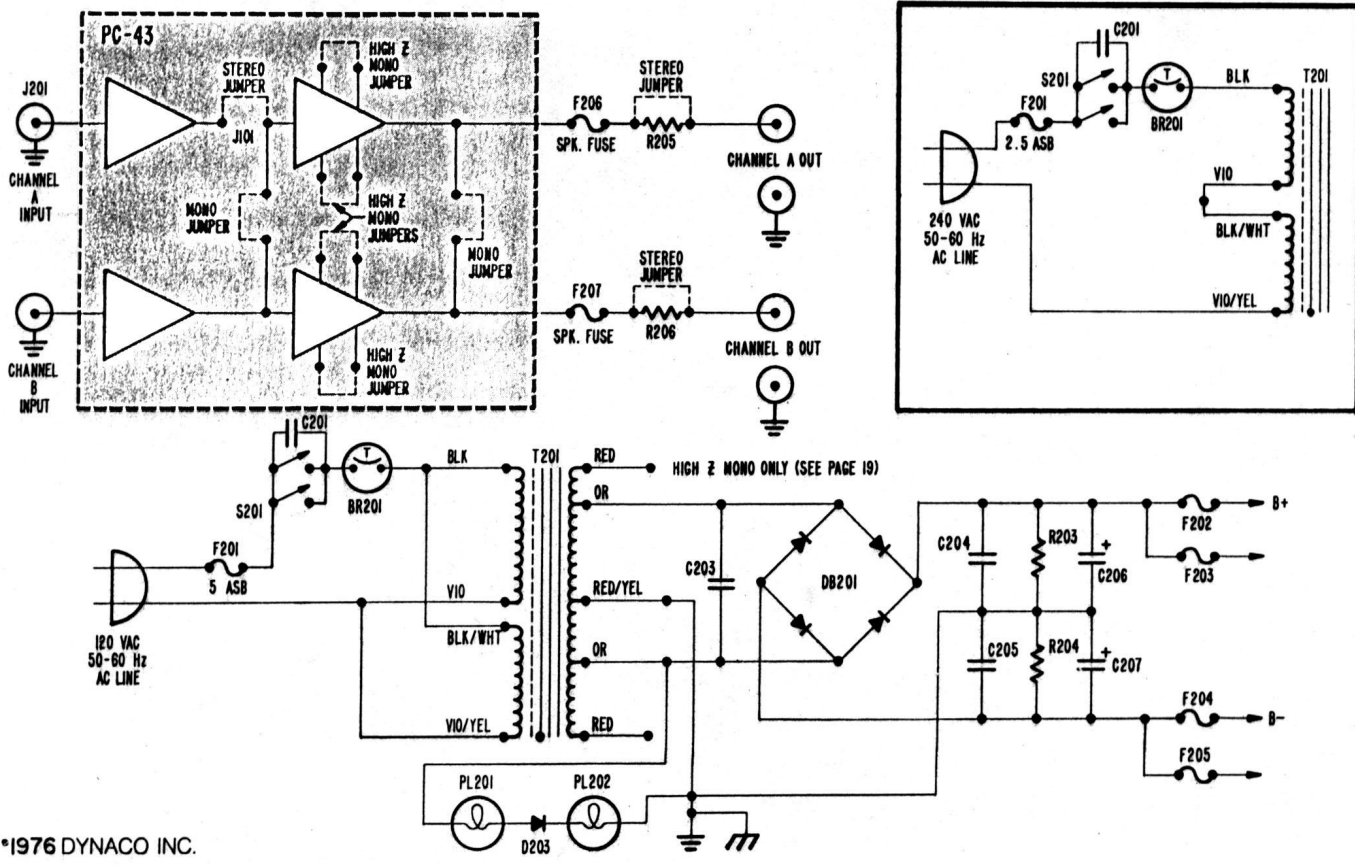 PC-43
J201
CHANNEL
A
INPUT
STEREO
JUMPER
J101
HIGH Z
MONO
JUMPER
MONO
JUMPER
HIGH Z
MONO
JUMPERS
MONO
JUMPER
HIGH Z
MONO
JUMPER
CHANNEL
B
INPUT
F206
SPK. FUSE
STEREO
JUMPER
R205
CHANNEL A OUT
F207
SPK. FUSE
STEREO
JUMPER
R206
CHANNEL B OUT
C201
S201
F201
2.5 ASB
T
BR201
BLK
T201
VIO
BLK/WHT
VIO/YEL
240 VAC
50-60 Hz
AC LINE
C201
S201
T
BR201
F201
5 ASB
120 VAC
50-60 Hz
AC LINE
BLK
VIO
BLK/WHT
VIO/YEL
T201
RED
HIGH Z MONO ONLY (SEE PAGE 19)
OR
RED/YEL
OR
RED
C203
DB201
C204
R203
+
C206
C205
R204
+
C207
F202
B+
F203
F204
B-
F205
PL201
D203
PL202
•1976 DYNACO INC.